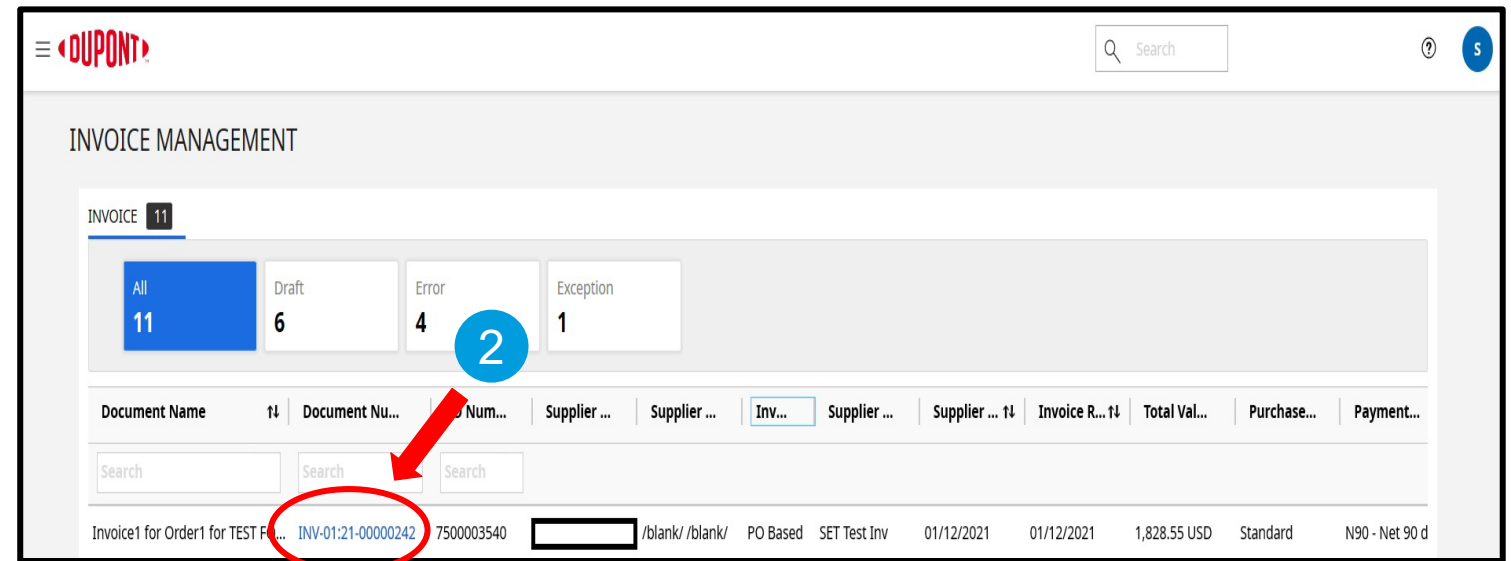 DUPONT
Search
?
S
INVOICE MANAGEMENT
INVOICE 11
All Draft Error Exception
11 6 4 1
2
Document Name Document Nu... Num... Supplier ... Supplier ... Inv... Supplier ... Supplier ... Invoice R... Total Val... Purchase... Payment...
Search Search Search
Invoice1 for Order1 for TEST INV-01:21-00000242 7500003540 /blank/ /blank/ PO Based SET Test Inv 01/12/2021 01/12/2021 1,828.55 USD Standard N90 - Net 90 d